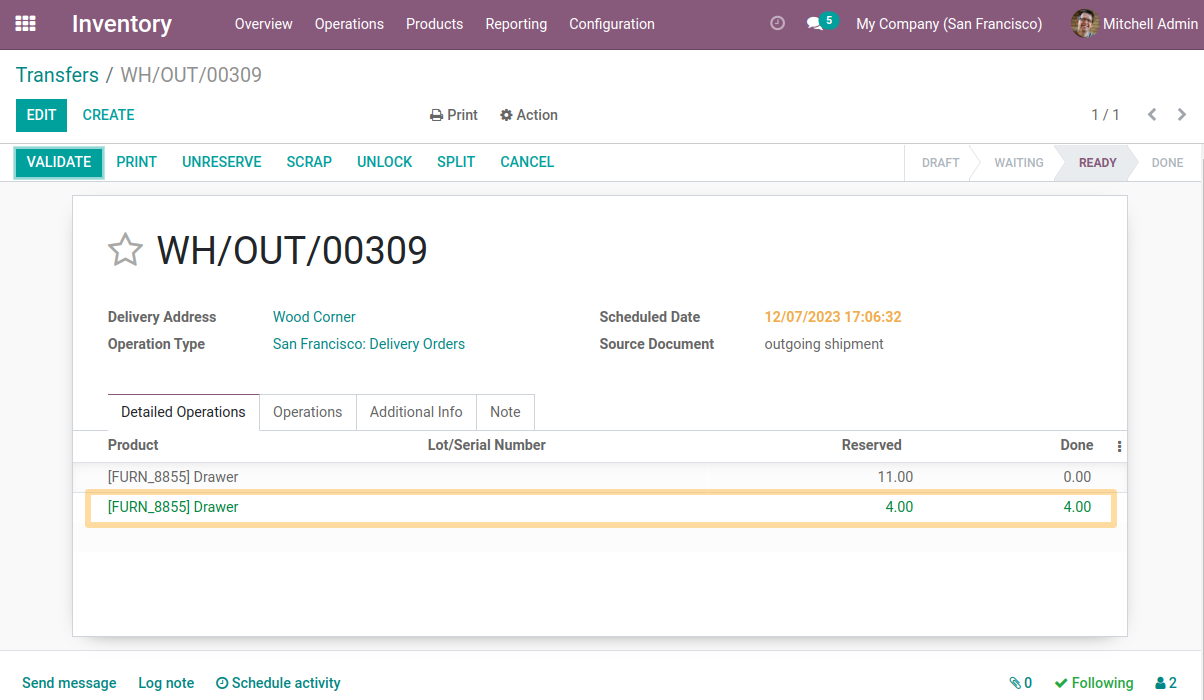 Inventory Overview Operations Products Reporting Configuration 5 My Company (San Francisco) Mitchell Admin
Transfers / WH/OUT/00309
EDIT CREATE Print Action 1 / 1
VALIDATE PRINT UNRESERVE SCRAP UNLOCK SPLIT CANCEL DRAFT WAITING READY DONE
WH/OUT/00309
Delivery Address Wood Corner Scheduled Date 12/07/2023 17:06:32
Operation Type San Francisco: Delivery Orders Source Document outgoing shipment
Detailed Operations Operations Additional Info Note
Product Lot/Serial Number Reserved Done
[FURN_8855] Drawer 11.00 0.00
[FURN_8855] Drawer 4.00 4.00
Send message Log note Schedule activity 0 Following 2